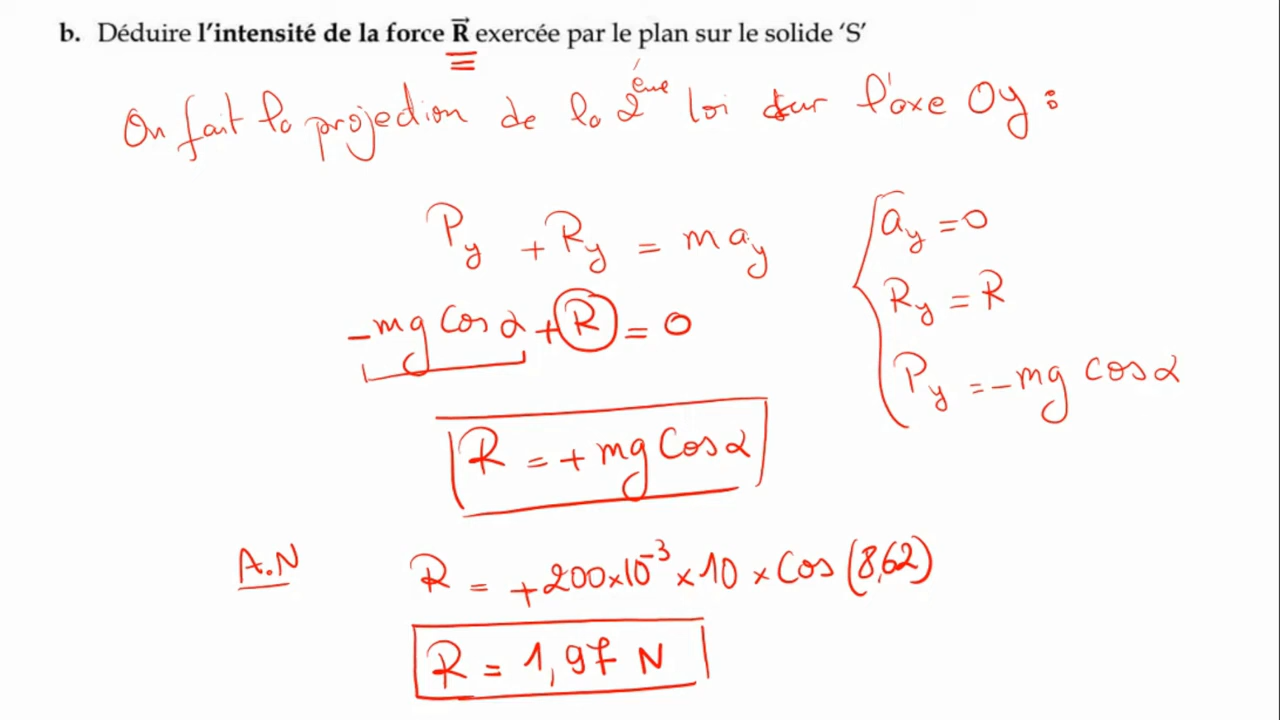 b. Déduire l'intensité de la force R⃗ exercée par le plan sur le solide 'S'
On fait la projection de la 2ème loi sur l'axe Oy :
Py + Ry = m ay
ay = 0
Ry = R
-mg Cos α + R = 0
Py = -mg cos α
R = + mg Cos α
A.N R = +200×10⁻³ × 10 × Cos (8,62)
R = 1,97 N